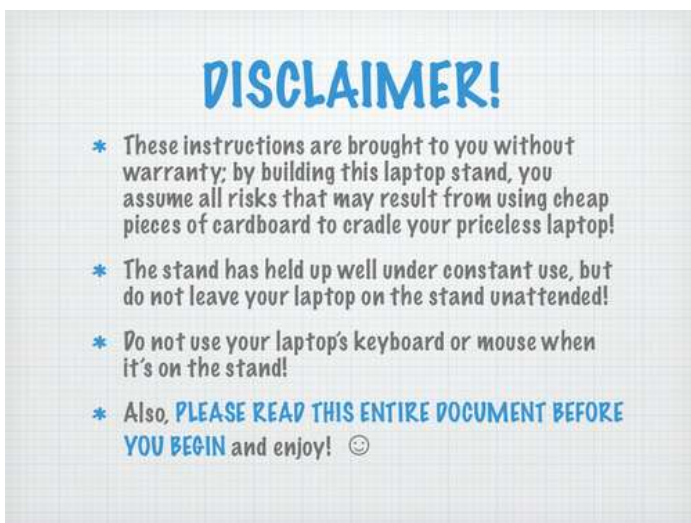 DISCLAIMER!
* These instructions are brought to you without
warranty; by building this laptop stand, you
assume all risks that may result from using cheap
pieces of cardboard to cradle your priceless laptop!
* The stand has held up well under constant use, but
do not leave your laptop on the stand unattended!
* Do not use your laptop's keyboard or mouse when
it's on the stand!
* Also, PLEASE READ THIS ENTIRE DOCUMENT BEFORE
YOU BEGIN and enjoy! ☺